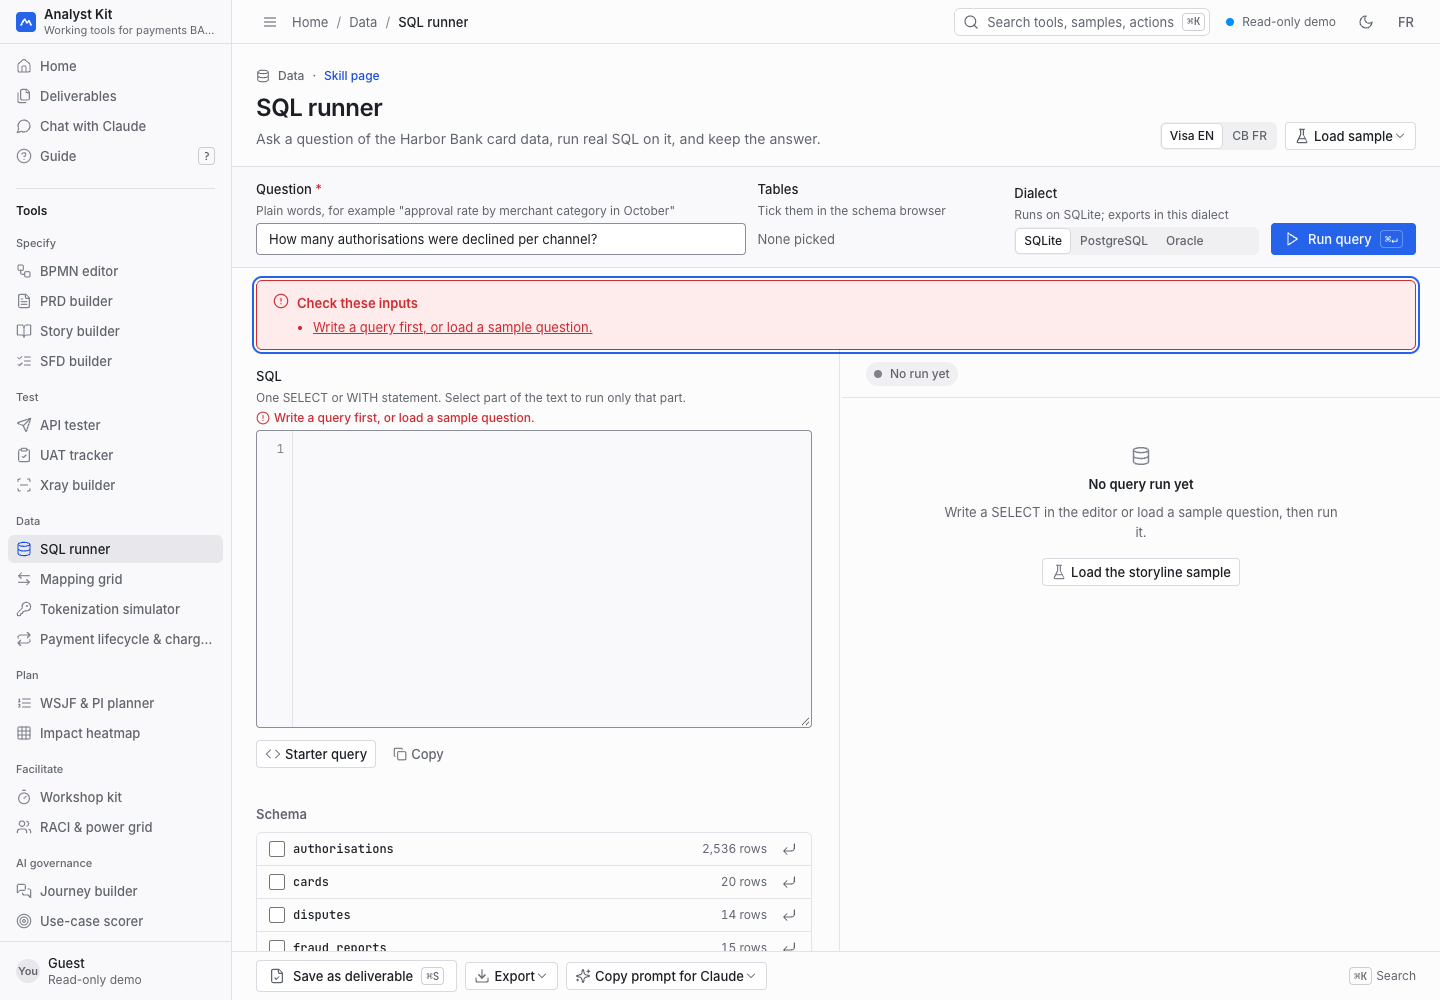 Analyst Kit
Working tools for payments BA...
Home
Deliverables
Chat with Claude
Guide
?
Tools
Specify
BPMN editor
PRD builder
Story builder
SFD builder
Test
API tester
UAT tracker
Xray builder
Data
SQL runner
Mapping grid
Tokenization simulator
Payment lifecycle & charg...
Plan
WSJF & PI planner
Impact heatmap
Facilitate
Workshop kit
RACI & power grid
AI governance
Journey builder
Use-case scorer
You
Guest
Read-only demo
Home / Data / SQL runner
Search tools, samples, actions ⌘K
Read-only demo
FR
Data · Skill page
SQL runner
Ask a question of the Harbor Bank card data, run real SQL on it, and keep the answer.
Visa EN
CB FR
Load sample
Question *
Plain words, for example "approval rate by merchant category in October"
How many authorisations were declined per channel?
Tables
Tick them in the schema browser
None picked
Dialect
Runs on SQLite; exports in this dialect
SQLite
PostgreSQL
Oracle
Run query ⌘↵
Check these inputs
• Write a query first, or load a sample question.
SQL
One SELECT or WITH statement. Select part of the text to run only that part.
Write a query first, or load a sample question.
1
Starter query
Copy
Schema
authorisations 2,536 rows
cards 20 rows
disputes 14 rows
fraud_reports 15 rows
No run yet
No query run yet
Write a SELECT in the editor or load a sample question, then run
it.
Load the storyline sample
Save as deliverable ⌘S
Export
Copy prompt for Claude
⌘K Search